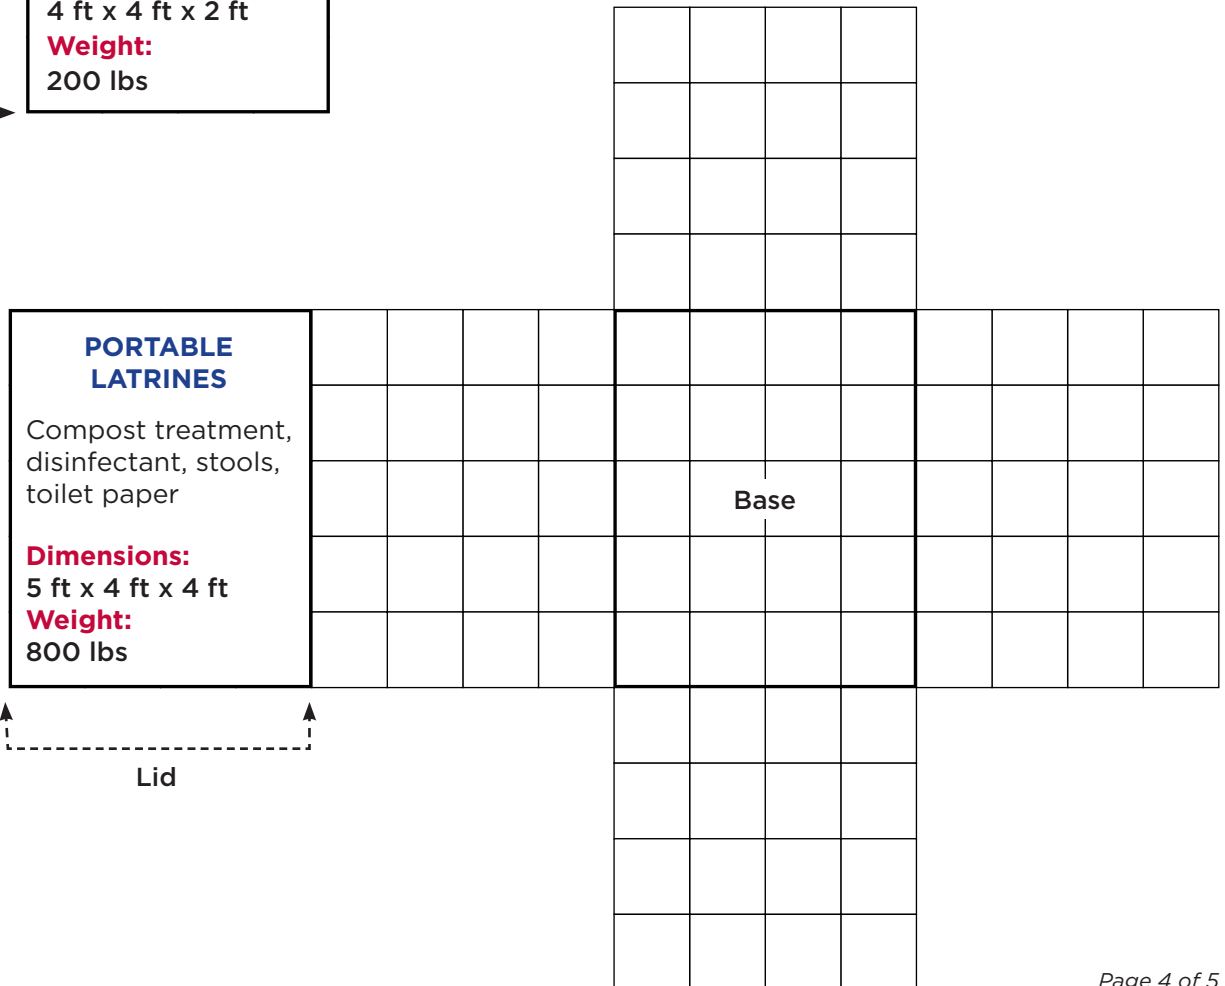 4 ft x 4 ft x 2 ft
Weight:
200 lbs
PORTABLE
LATRINES
Compost treatment,
disinfectant, stools,
toilet paper
Dimensions:
5 ft x 4 ft x 4 ft
Weight:
800 lbs
Base
Lid
Page 4 of 5